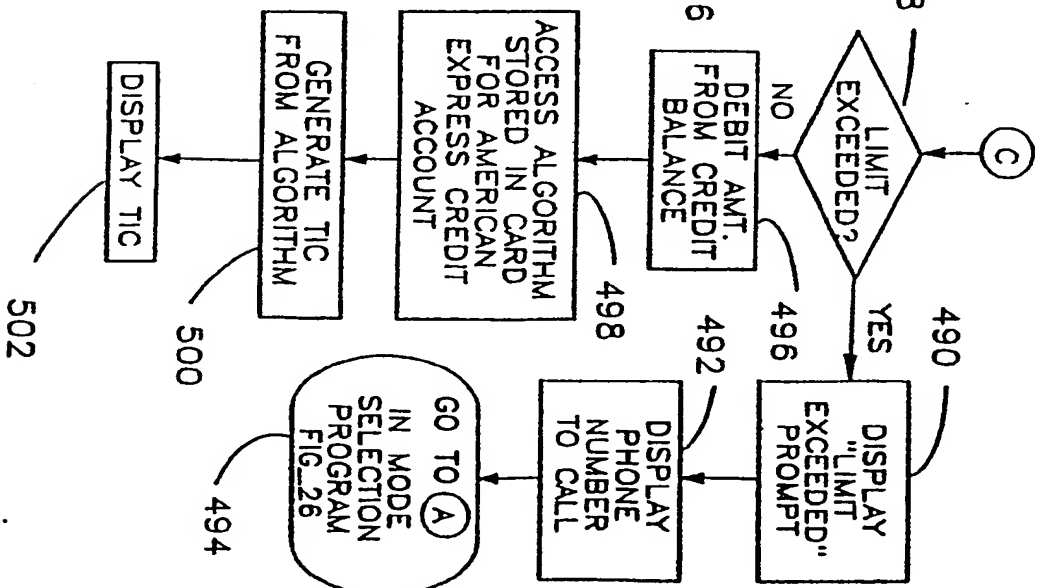 C
8
LIMIT
EXCEEDED?
NO
YES
6
DEBIT AMT.
FROM CREDIT
BALANCE
496
ACCESS ALGORITHM
STORED IN CARD
FOR AMERICAN
EXPRESS CREDIT
ACCOUNT
498
GENERATE TIC
FROM ALGORITHM
500
DISPLAY TIC
502
490
DISPLAY
"LIMIT
EXCEEDED"
PROMPT
492
DISPLAY
PHONE
NUMBER
TO CALL
GO TO A
IN MODE
SELECTION
PROGRAM
FIG_26
494